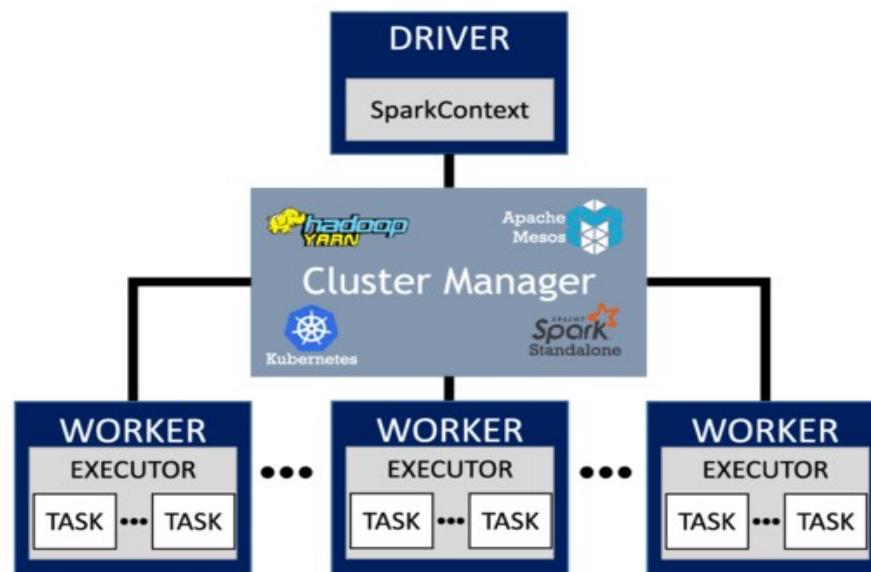 DRIVER
SparkContext
hadoop
YARN
Apache
Mesos
Cluster Manager
Kubernetes
APACHE
Spark
Standalone
WORKER
EXECUTOR
TASK ••• TASK
•••
WORKER
EXECUTOR
TASK ••• TASK
•••
WORKER
EXECUTOR
TASK ••• TASK